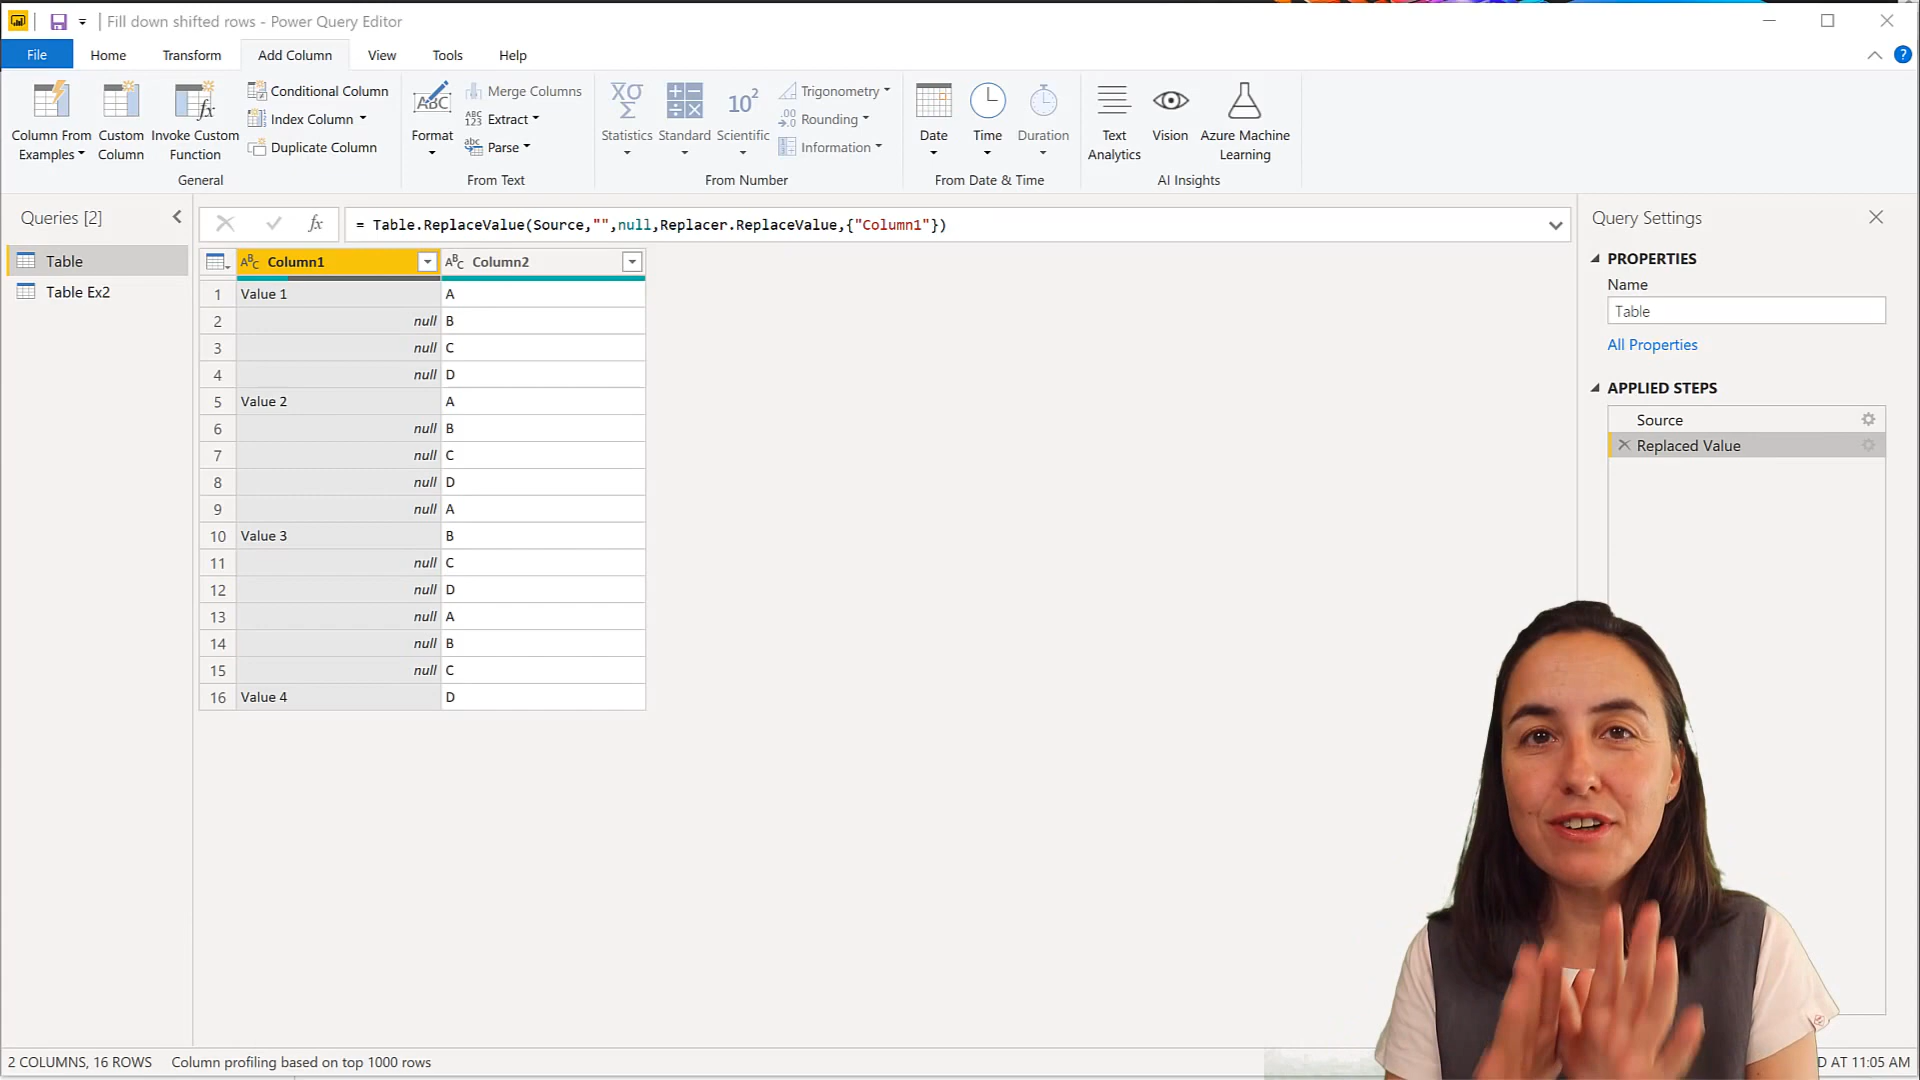 Fill down shifted rows - Power Query Editor
File Home Transform Add Column View Tools Help
Column From Examples
Custom Column
Invoke Custom Function
Conditional Column
Index Column
Duplicate Column
General
Format
Merge Columns
Extract
Parse
From Text
Statistics
Standard
Scientific
Trigonometry
Rounding
Information
From Number
Date
Time
Duration
From Date & Time
Text Analytics
Vision
Azure Machine Learning
AI Insights
Queries [2]
Table
Table Ex2
fx = Table.ReplaceValue(Source,"",null,Replacer.ReplaceValue,{"Column1"})
Column1 Column2
1 Value 1 A
2 null B
3 null C
4 null D
5 Value 2 A
6 null B
7 null C
8 null D
9 null A
10 Value 3 B
11 null C
12 null D
13 null A
14 null B
15 null C
16 Value 4 D
Query Settings
PROPERTIES
Name
Table
All Properties
APPLIED STEPS
Source
Replaced Value
2 COLUMNS, 16 ROWS Column profiling based on top 1000 rows
D AT 11:05 AM